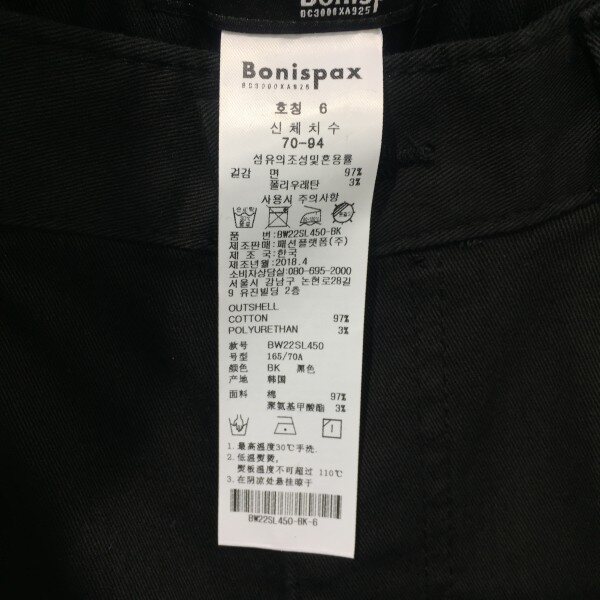 Bonispax
DC3000XA925
Bonispax
DC3000XA926
호칭 6
신체치수
70-94
섬유의조성및혼용률
겉감 면 97%
폴리우레탄 3%
사용시 주의사항
품 번:BW22SL450-BK
제조판매:패션플랫폼(주)
제 조 국:한국
제조년월:2018.4
소비자상담실:080-695-2000
서울시 강남구 논현로28길
9 유진빌딩 2층
OUTSHELL
COTTON 97%
POLYURETHAN 3%
款号 BW22SL450
号型 165/70A
颜色 BK 黑色
产地 韩国
面料 棉 97%
聚氨基甲酸酯 3%
1.最高温度30℃手洗.
2.低温熨烫,
熨板温度不可超过 110℃
3.在阴凉处悬挂晾干
BW22SL450-BK-6